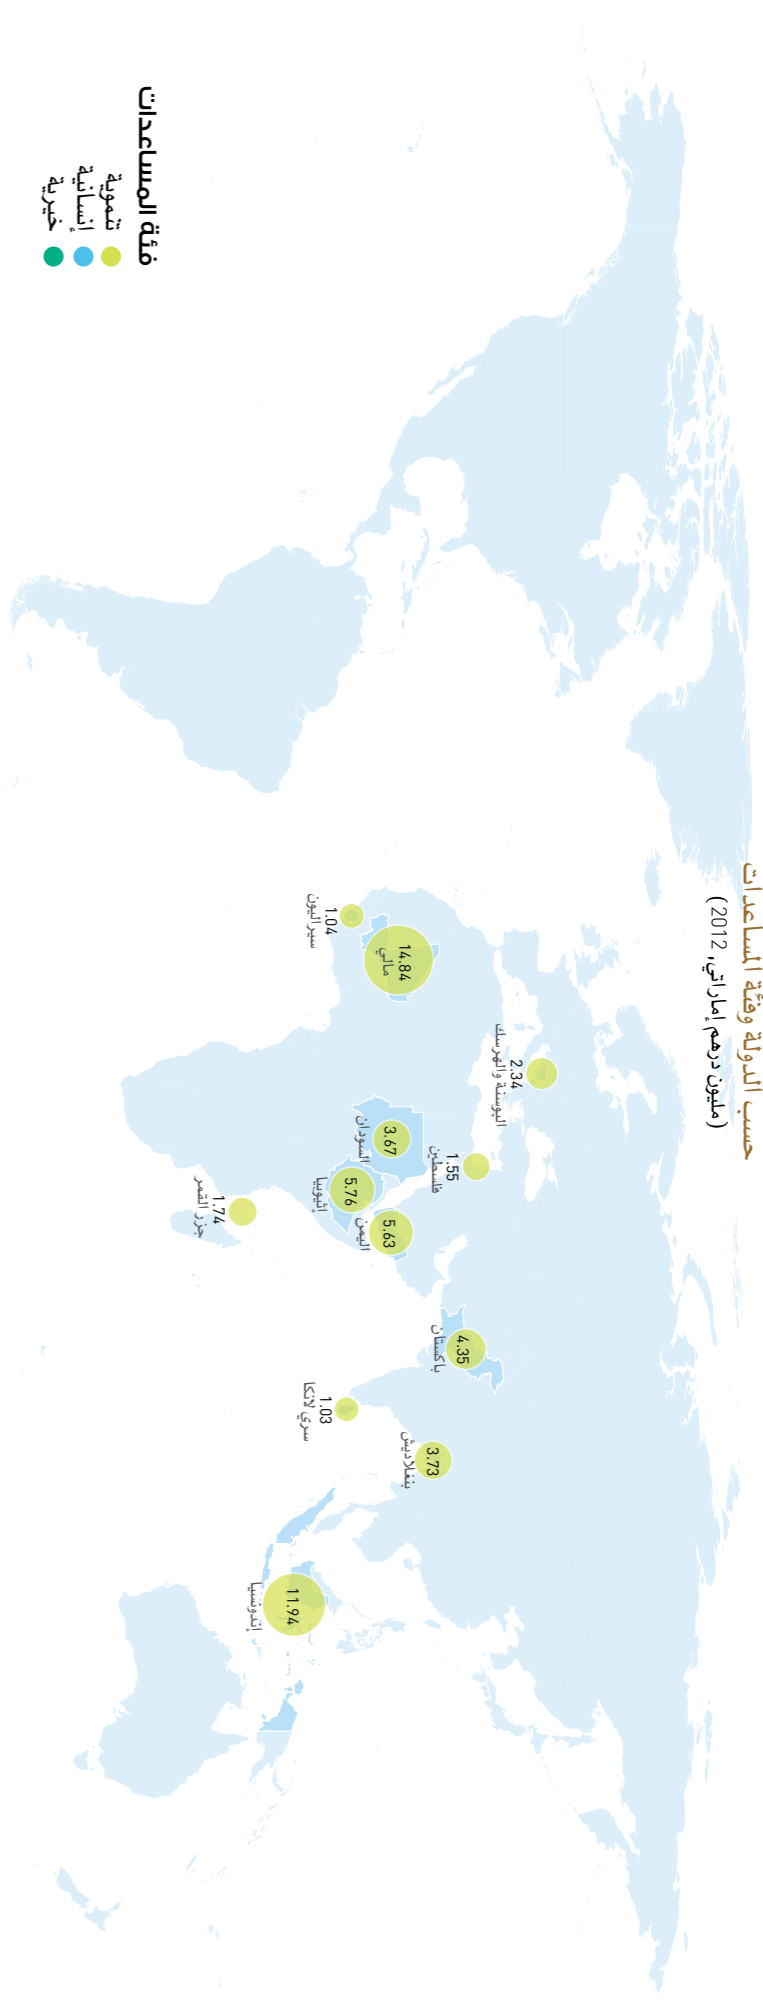 حسب الدولة وفئة المساعدات
(مليون درهم إماراتي, 2012)
2.34
البوسنة والهرسك
1.55
فلسطين
4.35
باكستان
3.73
بنغلاديش
14.84
مالي
3.67
السودان
5.63
اليمن
5.76
اثيوبيا
1.04
سيراليون
1.03
سري لانكا
11.94
إندونسيا
1.74
جزر القمر
فئة المساعدات
تنموية
إنسانية
خيرية